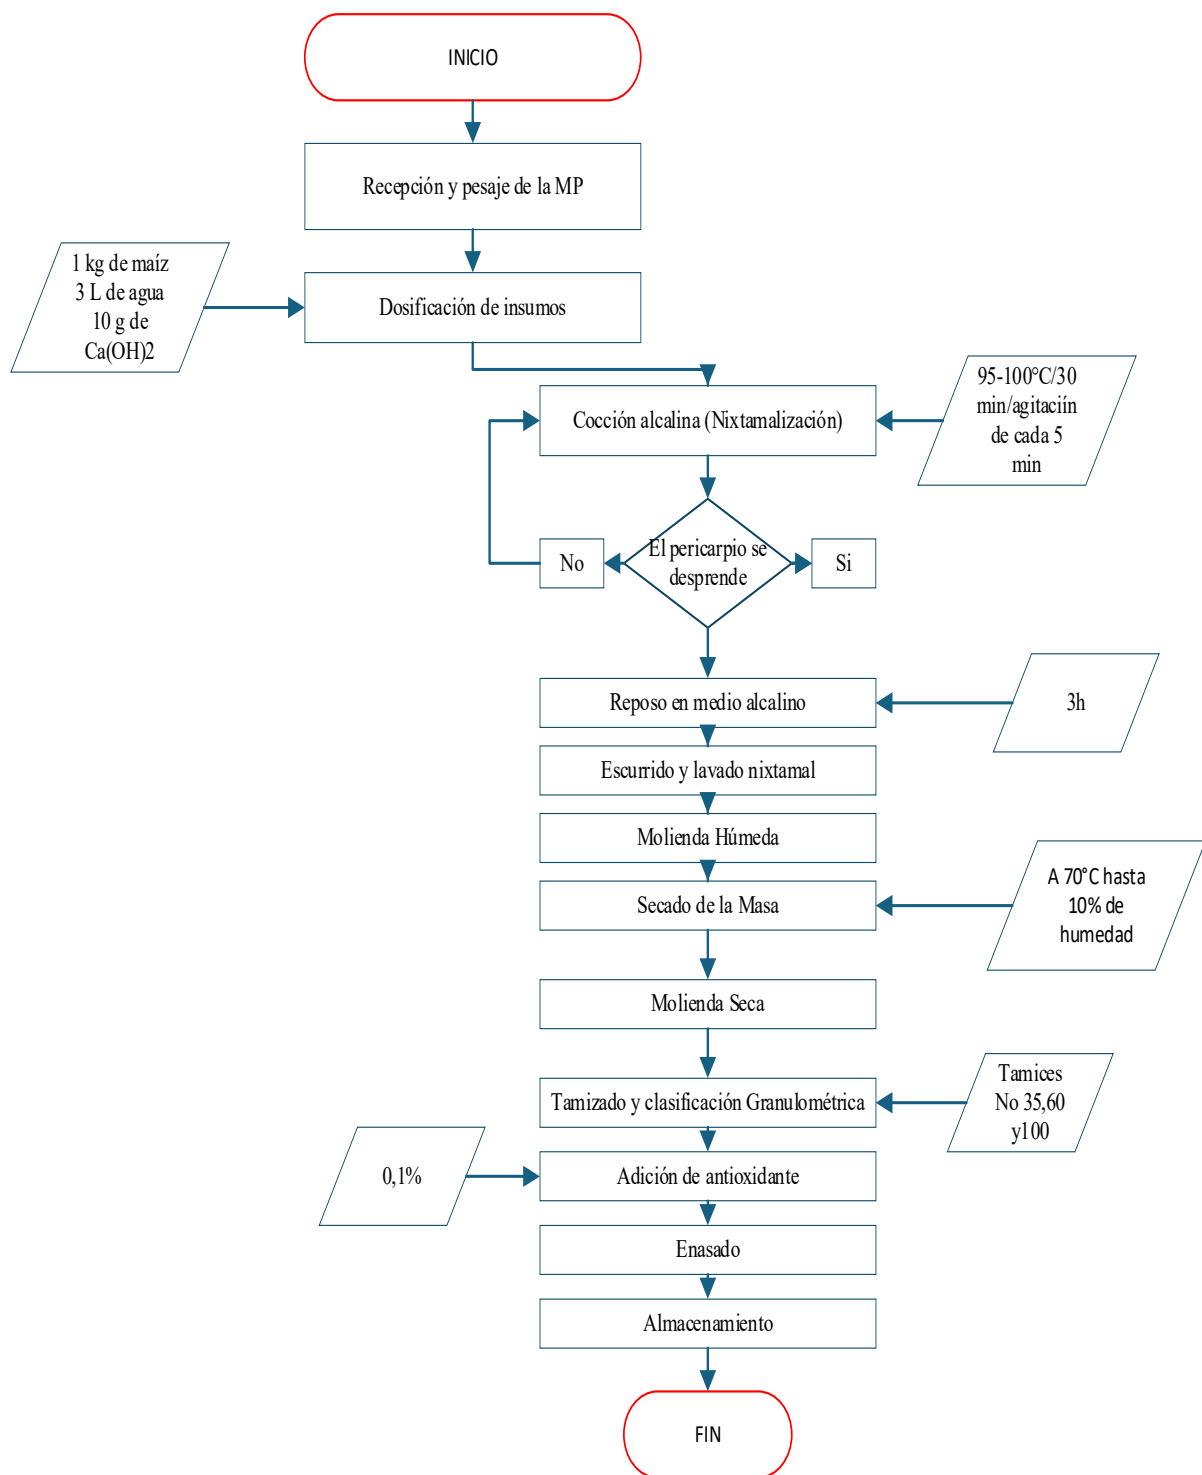 INICIO
Recepción y pesaje de la MP
1 kg de maíz
3 L de agua
10 g de
Ca(OH)2
Dosificación de insumos
95-100°C/30
min/agitaciín
de cada 5
min
Cocción alcalina (Nixtamalización)
El pericarpio se
desprende
No
Si
Reposo en medio alcalino
3h
Escurrido y lavado nixtamal
Molienda Húmeda
A 70°C hasta
10% de
humedad
Secado de la Masa
Molienda Seca
Tamices
No 35,60
y100
Tamizado y clasificación Granulométrica
0,1%
Adición de antioxidante
Enasado
Almacenamiento
FIN